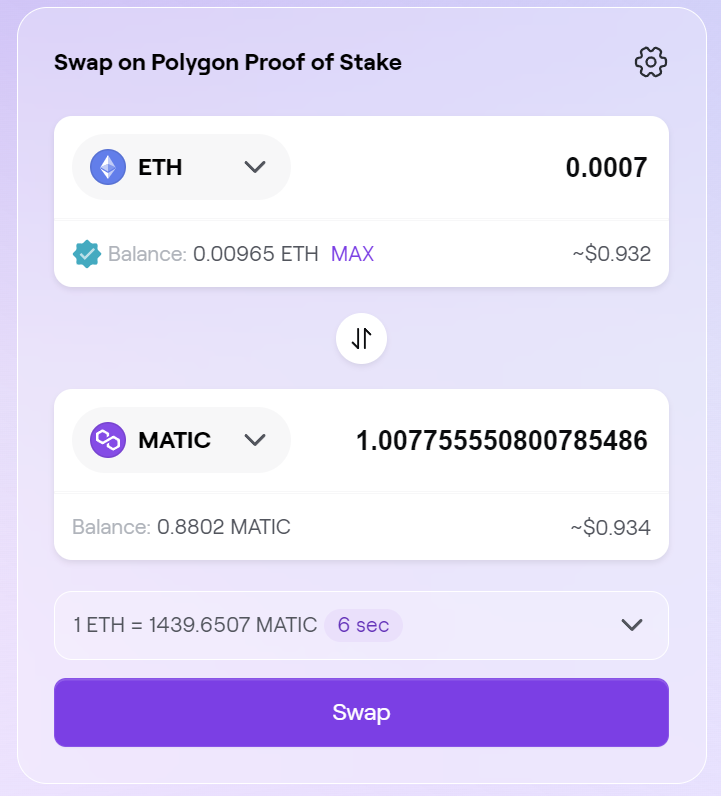 Swap on Polygon Proof of Stake
ETH 0.0007
Balance: 0.00965 ETH MAX ~$0.932
MATIC 1.007755550800785486
Balance: 0.8802 MATIC ~$0.934
1 ETH = 1439.6507 MATIC 6 sec
Swap